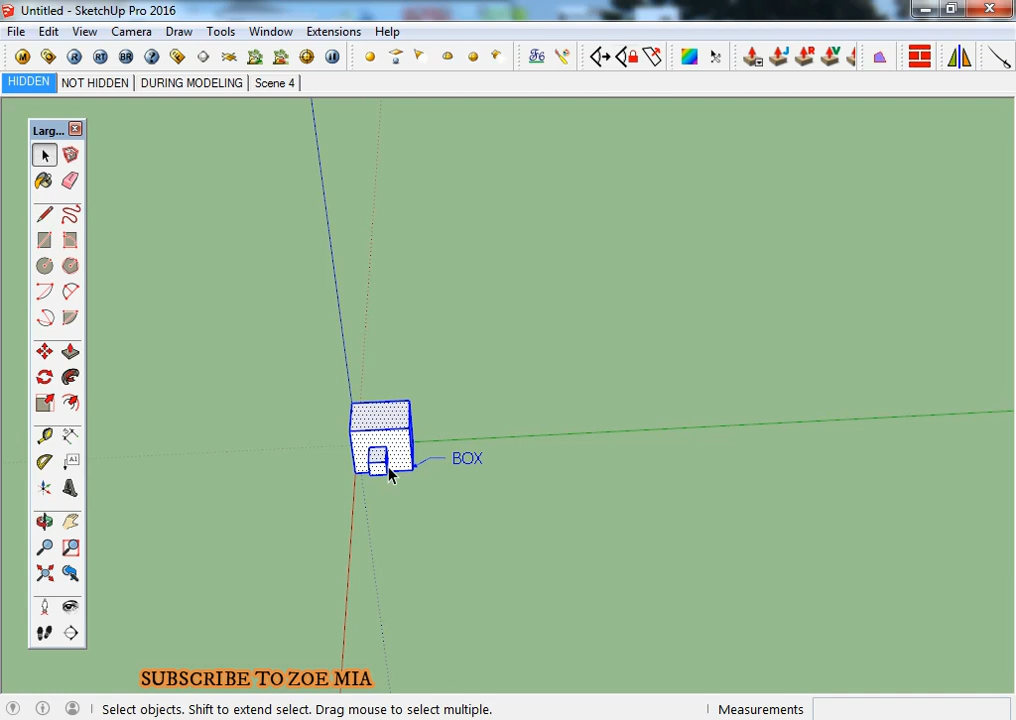 Untitled - SketchUp Pro 2016
File Edit View Camera Draw Tools Window Extensions Help
HIDDEN NOT HIDDEN DURING MODELING Scene 4
Larg...
BOX
SUBSCRIBE TO ZOE MIA
Select objects. Shift to extend select. Drag mouse to select multiple. Measurements